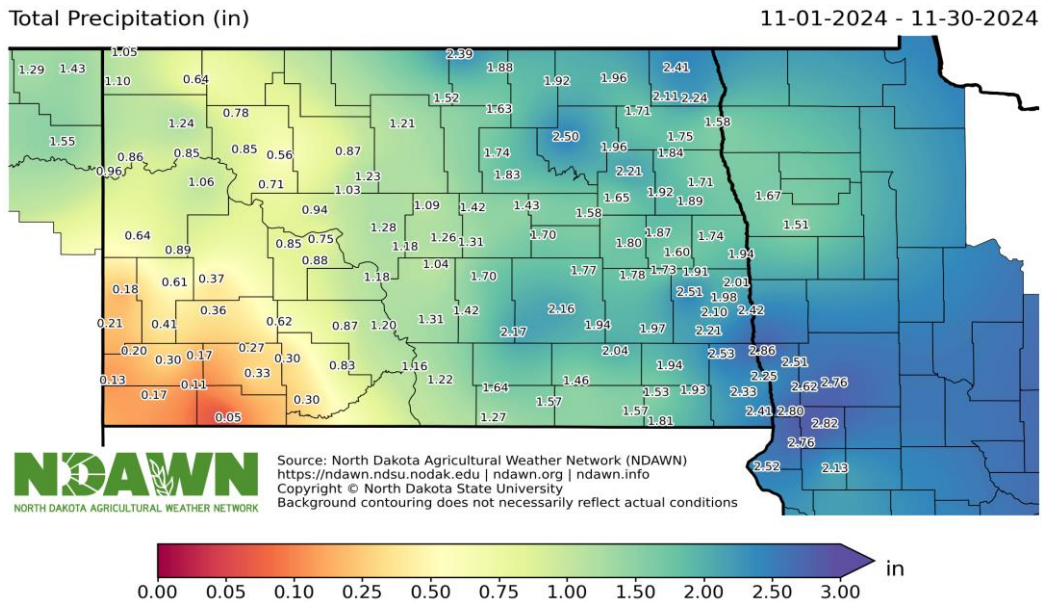 Total Precipitation (in) 11-01-2024 - 11-30-2024
1.05
2.39
1.29 1.43 1.88 2.41
1.10 0.64 1.92 1.96
1.52 2.11 2.24
0.78 1.63 1.71
1.24 1.21 1.58
1.55 2.50 1.75
0.86 0.85 0.85 0.56 0.87 1.74 1.96 1.84
0.96 1.06 0.71 1.23 1.83 2.21 1.71
1.03 1.65 1.92 1.89 1.67
0.94 1.09 1.42 1.43 1.58
1.28 1.51
0.64 0.85 0.75 1.18 1.26 1.31 1.70 1.80 1.87 1.74
0.89 0.88 1.60 1.94
1.04
0.18 0.61 0.37 1.18 1.70 1.77 1.78 1.73 1.91 2.01
2.51 1.98
0.36 1.42 2.16 2.10 2.42
0.21 0.41 0.62 0.87 1.20 1.31 2.17 1.94 1.97 2.21
0.20 0.30 0.17 0.27 0.30 2.04 2.53 2.86
0.83 1.16 1.94 2.51
0.13 0.11 0.33 1.22 1.46 2.25
0.17 1.64 1.53 1.93 2.33 2.62 2.76
0.30 1.57
0.05 1.27 1.57 1.81 2.41 2.80
2.82
2.76
2.52 2.13
NDAWN
NORTH DAKOTA AGRICULTURAL WEATHER NETWORK
Source: North Dakota Agricultural Weather Network (NDAWN)
https://ndawn.ndsu.nodak.edu | ndawn.org | ndawn.info
Copyright © North Dakota State University
Background contouring does not necessarily reflect actual conditions
in
0.00 0.05 0.10 0.25 0.50 0.75 1.00 1.50 2.00 2.50 3.00